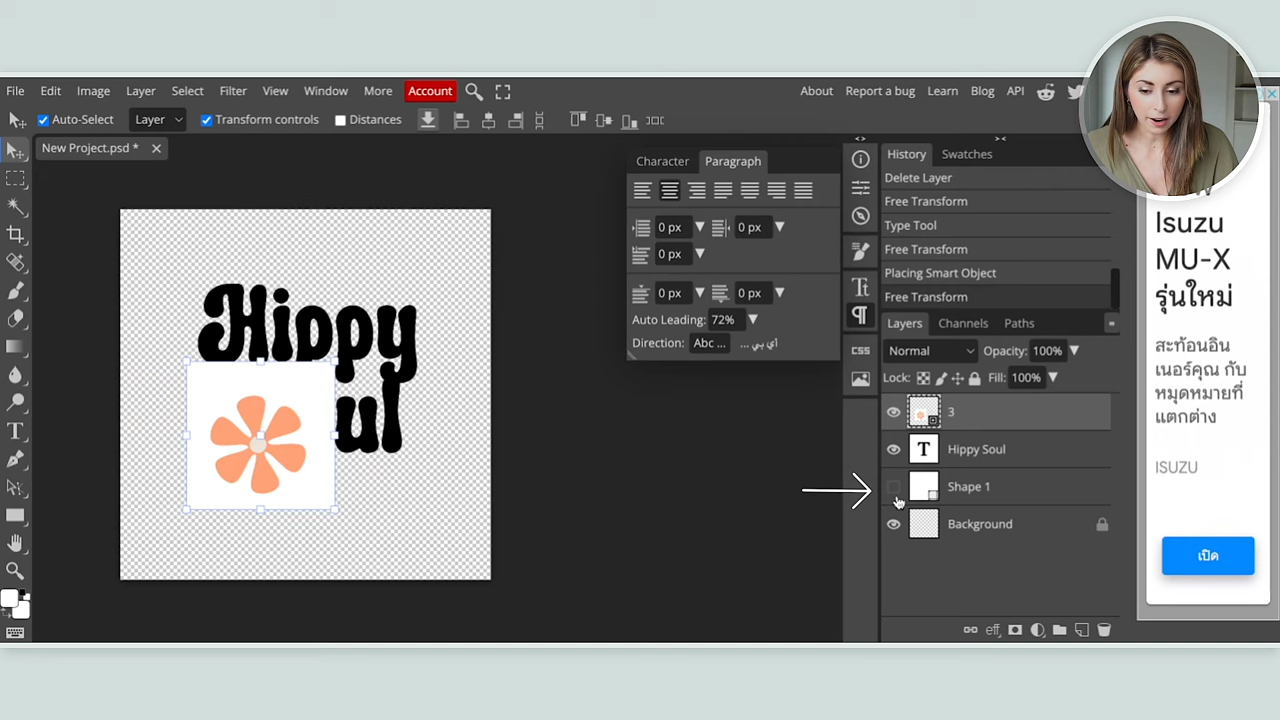 File Edit Image Layer Select Filter View Window More Account
About Report a bug Learn Blog API
Auto-Select Layer Transform controls Distances
New Project.psd *
Hippy
ul
Character Paragraph
0 px 0 px
0 px
0 px 0 px
Auto Leading: 72%
Direction: Abc ... اي بي ...
CSS
History Swatches
Delete Layer
Free Transform
Type Tool
Free Transform
Placing Smart Object
Free Transform
Layers Channels Paths
Normal Opacity: 100%
Lock: Fill: 100%
3
T Hippy Soul
Shape 1
Background
eff
Isuzu
MU-X
รุ่นใหม่
สะท้อนอิน
เนอร์คุณ กับ
หมุดหมายที่
แตกต่าง
ISUZU
เปิด